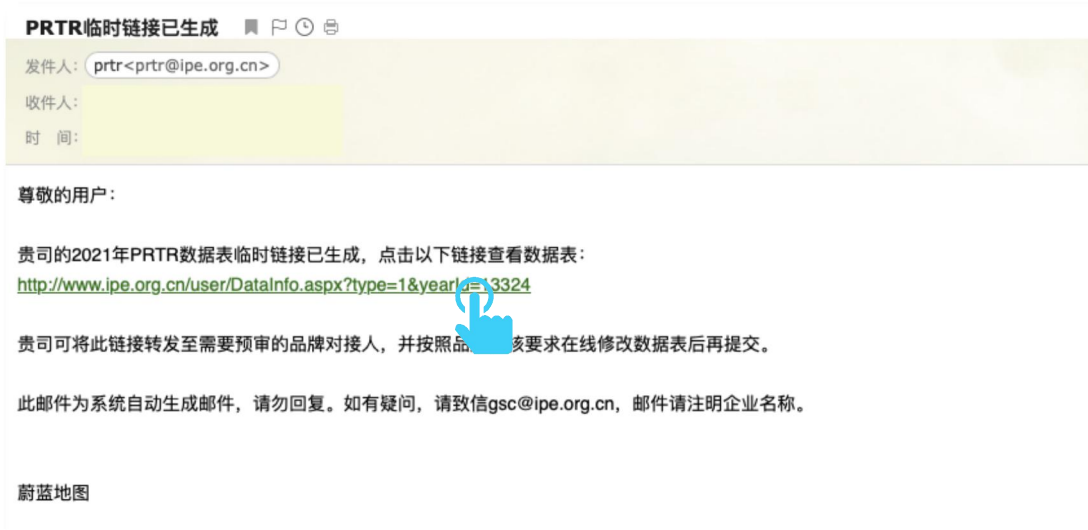 PRTR临时链接已生成
发件人：prtr<prtr@ipe.org.cn>
收件人：
时 间：
尊敬的用户：
贵司的2021年PRTR数据表临时链接已生成，点击以下链接查看数据表：
http://www.ipe.org.cn/user/DataInfo.aspx?type=1&yearId=13324
贵司可将此链接转发至需要预审的品牌对接人，并按照品 核要求在线修改数据表后再提交。
此邮件为系统自动生成邮件，请勿回复。如有疑问，请致信gsc@ipe.org.cn，邮件请注明企业名称。
蔚蓝地图